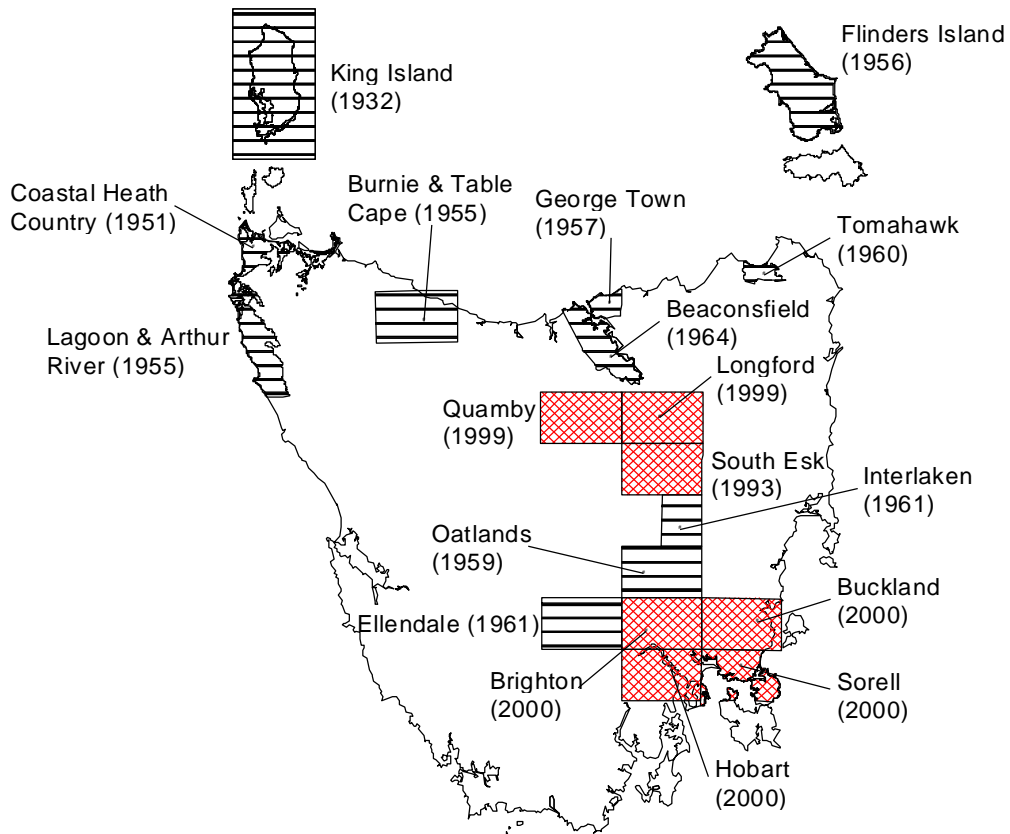 King Island
(1932)
Flinders Island
(1956)
Coastal Heath
Country (1951)
Burnie & Table
Cape (1955)
George Town
(1957)
Tomahawk
(1960)
Lagoon & Arthur
River (1955)
Beaconsfield
(1964)
Longford
(1999)
Quamby
(1999)
South Esk
(1993)
Interlaken
(1961)
Oatlands
(1959)
Buckland
(2000)
Ellendale (1961)
Brighton
(2000)
Sorell
(2000)
Hobart
(2000)